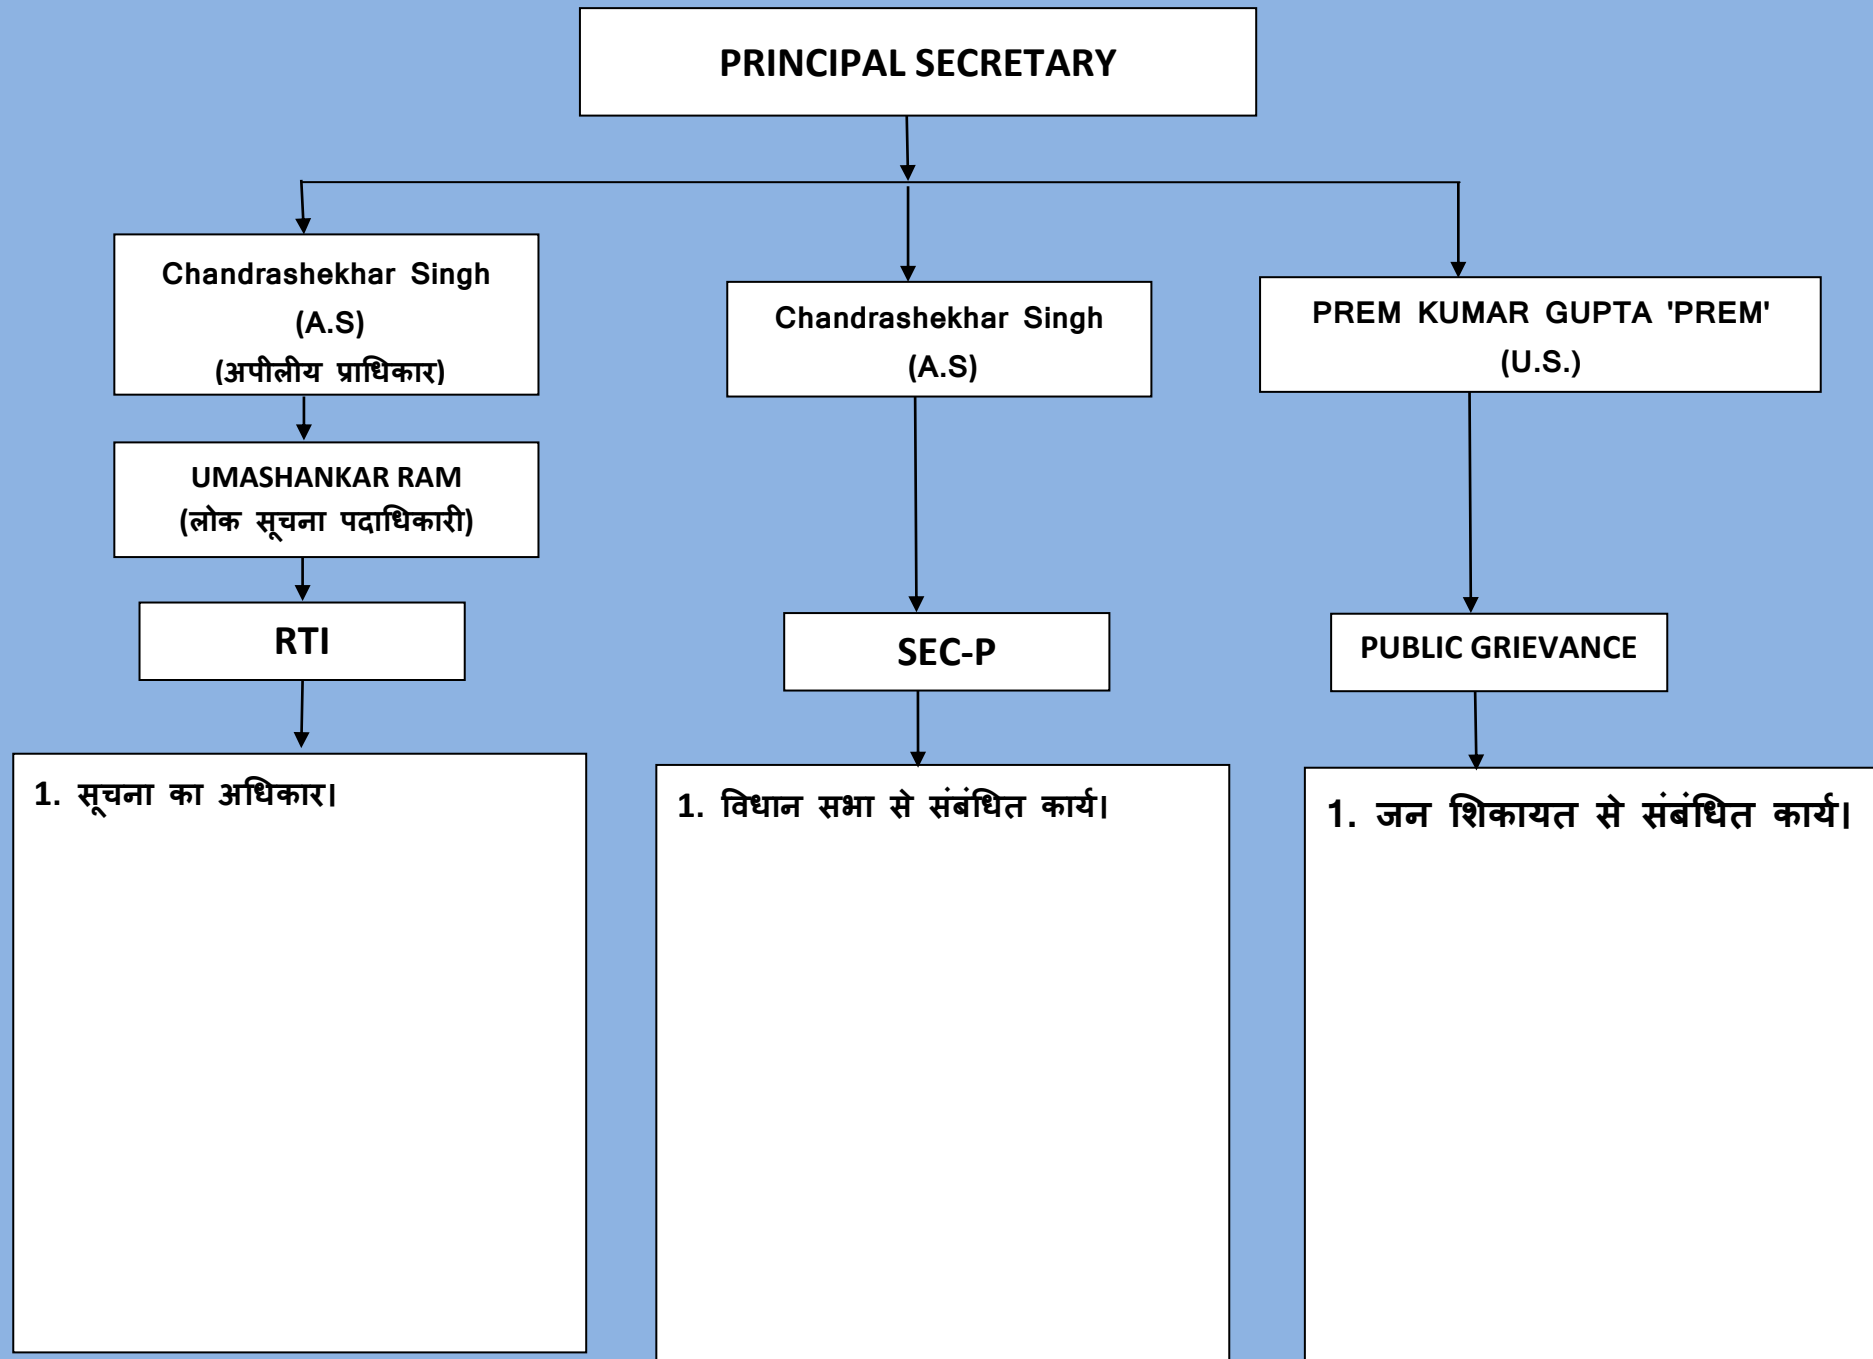 PRINCIPAL SECRETARY
Chandrashekhar Singh
(A.S)
(अपीलीय प्राधिकार)
UMASHANKAR RAM
(लोक सूचना पदाधिकारी)
RTI
1. सूचना का अधिकार।
Chandrashekhar Singh
(A.S)
SEC-P
1. विधान सभा से संबंधित कार्य।
PREM KUMAR GUPTA 'PREM'
(U.S.)
PUBLIC GRIEVANCE
1. जन शिकायत से संबंधित कार्य।